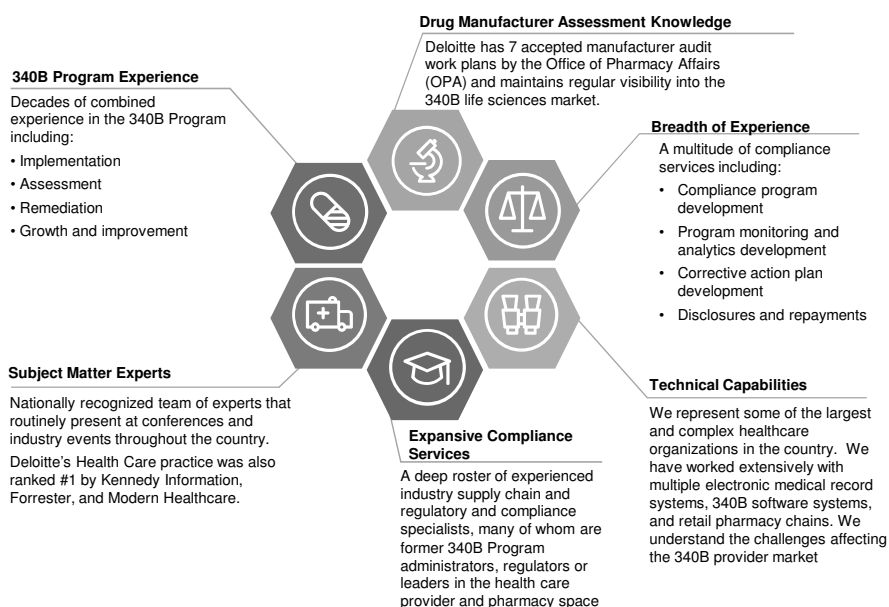 Drug Manufacturer Assessment Knowledge
Deloitte has 7 accepted manufacturer audit
work plans by the Office of Pharmacy Affairs
(OPA) and maintains regular visibility into the
340B life sciences market.
340B Program Experience
Decades of combined
experience in the 340B Program
including:
• Implementation
• Assessment
• Remediation
• Growth and improvement
Breadth of Experience
A multitude of compliance
services including:
• Compliance program
development
• Program monitoring and
analytics development
• Corrective action plan
development
• Disclosures and repayments
Subject Matter Experts
Nationally recognized team of experts that
routinely present at conferences and
industry events throughout the country.
Deloitte's Health Care practice was also
ranked #1 by Kennedy Information,
Forrester, and Modern Healthcare.
Expansive Compliance
Services
A deep roster of experienced
industry supply chain and
regulatory and compliance
specialists, many of whom are
former 340B Program
administrators, regulators or
leaders in the health care
provider and pharmacy space
Technical Capabilities
We represent some of the largest
and complex healthcare
organizations in the country. We
have worked extensively with
multiple electronic medical record
systems, 340B software systems,
and retail pharmacy chains. We
understand the challenges affecting
the 340B provider market